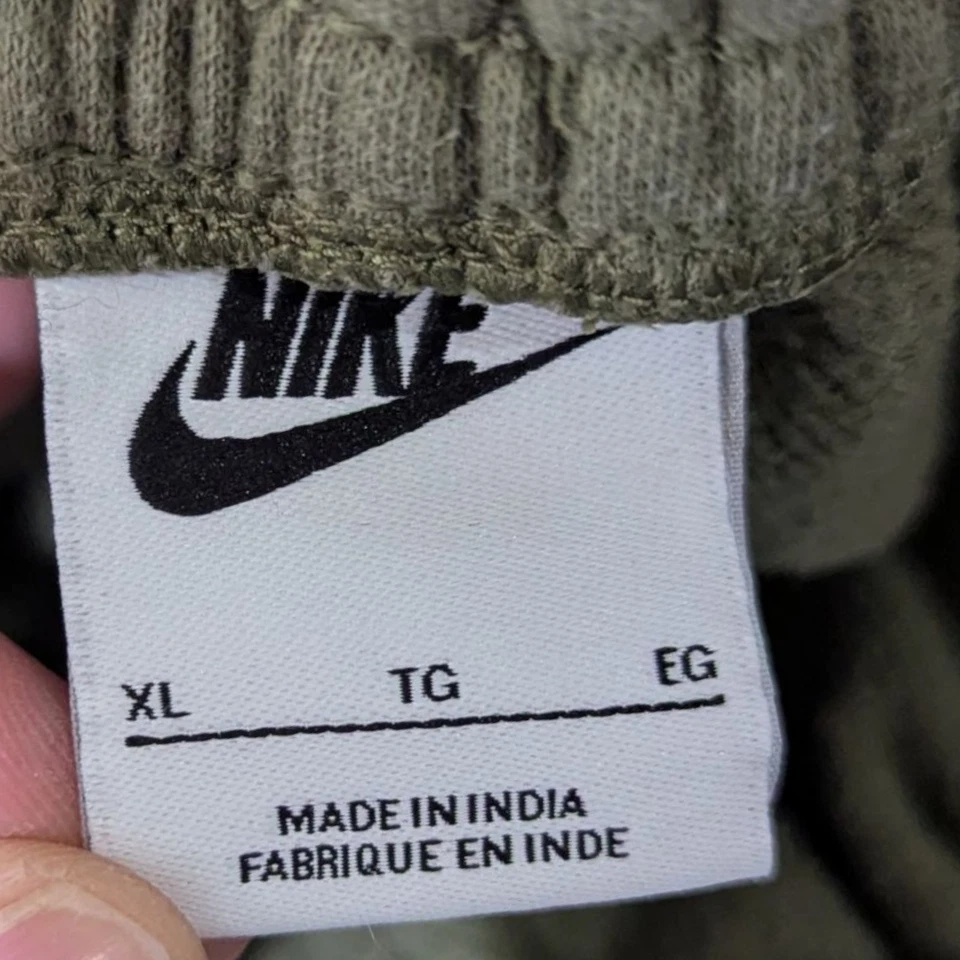 NIKE
XL TG EG
MADE IN INDIA
FABRIQUE EN INDE